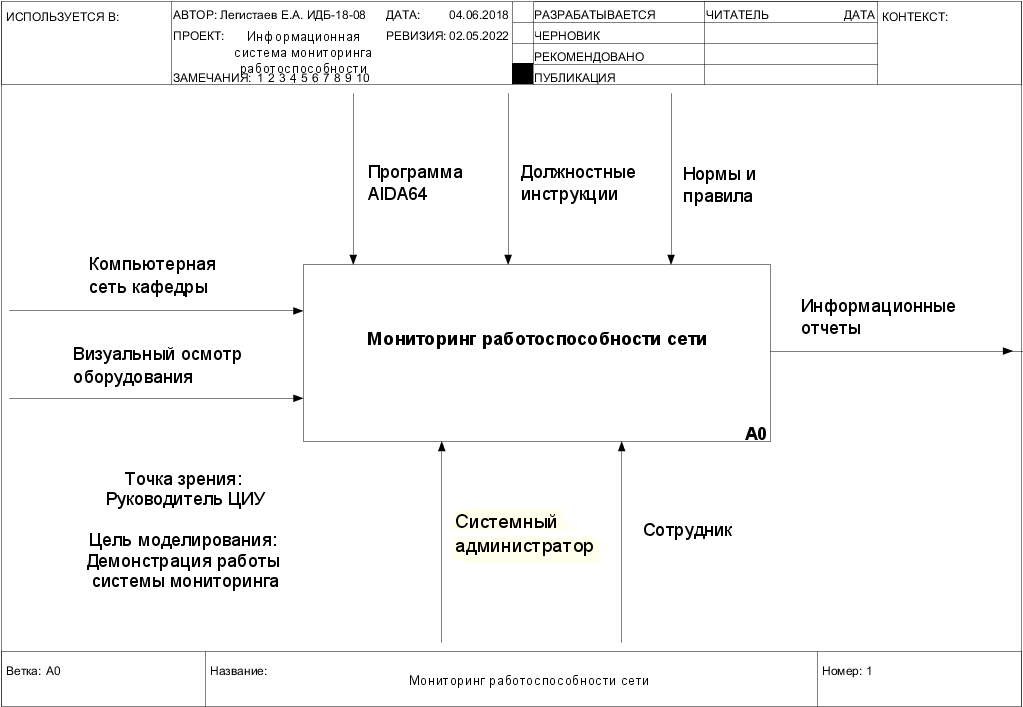 ИСПОЛЬЗУЕТСЯ В:
АВТОР: Легистаев Е.А. ИДБ-18-08
ДАТА: 04.06.2018
ПРОЕКТ: Информационная
система мониторинга
работоспособности
РЕВИЗИЯ: 02.05.2022
ЗАМЕЧАНИЯ: 1 2 3 4 5 6 7 8 9 10
РАЗРАБАТЫВАЕТСЯ
ЧЕРНОВИК
РЕКОМЕНДОВАНО
ПУБЛИКАЦИЯ
ЧИТАТЕЛЬ ДАТА
КОНТЕКСТ:
Программа
AIDA64
Должностные
инструкции
Нормы и
правила
Компьютерная
сеть кафедры
Визуальный осмотр
оборудования
Мониторинг работоспособности сети
A0
Информационные
отчеты
Точка зрения:
Руководитель ЦИУ
Цель моделирования:
Демонстрация работы
системы мониторинга
Системный
администратор
Сотрудник
Ветка: A0
Название:
Мониторинг работоспособности сети
Номер: 1